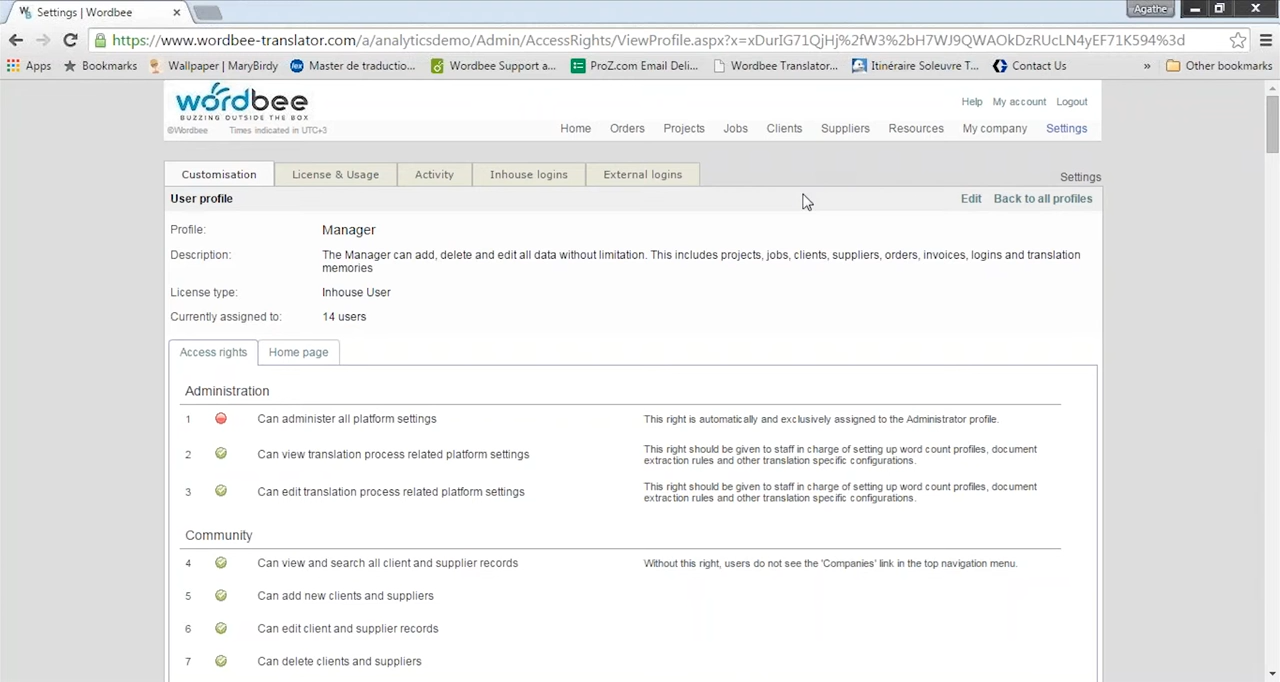 Settings | Wordbee
Agathe
https://www.wordbee-translator.com/a/analyticsdemo/Admin/AccessRights/ViewProfile.aspx?x=xDurIG71QjHj%2fW3%2bH7WJ9QWAOkDzRUcLN4yEF71K594%3d
Apps Bookmarks Wallpaper | MaryBirdy Master de traductio... Wordbee Support a... ProZ.com Email Deli... Wordbee Translator... Itinéraire Soleuvre T... Contact Us » Other bookmarks
wordbee
BUZZING OUTSIDE THE BOX
©Wordbee Times indicated in UTC+3
Help My account Logout
Home Orders Projects Jobs Clients Suppliers Resources My company Settings
Customisation License & Usage Activity Inhouse logins External logins
Settings
User profile Edit Back to all profiles
Profile: Manager
Description: The Manager can add, delete and edit all data without limitation. This includes projects, jobs, clients, suppliers, orders, invoices, logins and translation
memories
License type: Inhouse User
Currently assigned to: 14 users
Access rights Home page
Administration
1 Can administer all platform settings This right is automatically and exclusively assigned to the Administrator profile.
2 Can view translation process related platform settings This right should be given to staff in charge of setting up word count profiles, document
extraction rules and other translation specific configurations.
3 Can edit translation process related platform settings This right should be given to staff in charge of setting up word count profiles, document
extraction rules and other translation specific configurations.
Community
4 Can view and search all client and supplier records Without this right, users do not see the 'Companies' link in the top navigation menu.
5 Can add new clients and suppliers
6 Can edit client and supplier records
7 Can delete clients and suppliers